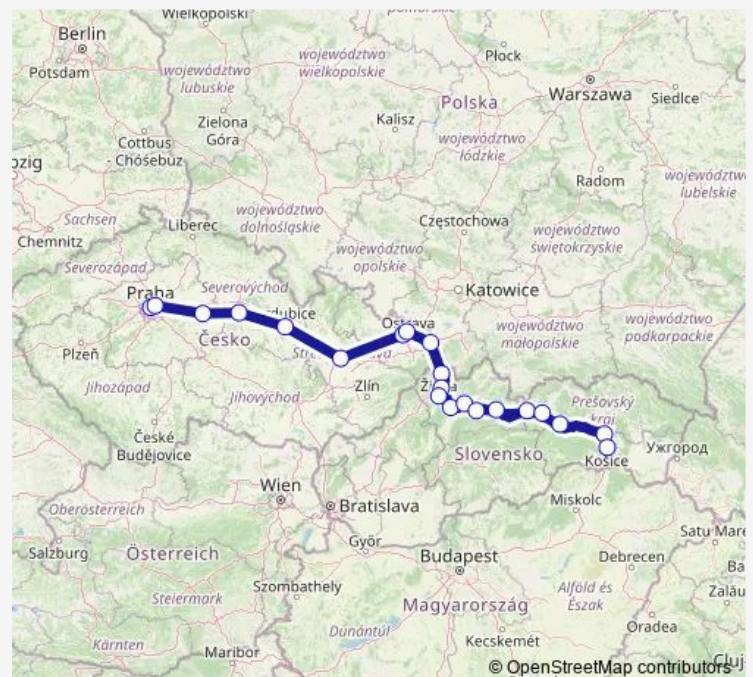 Wielkopolski
Berlin
Potsdam
województwo
lubuskie
województwo
wielkopolskie
Płock
Polska
Warszawa
Siedlce
Zielona
Góra
Kalisz
województwo
łódzkie
Cottbus
- Chóśebuz
Radom
województwo
lubelskie
Sachsen
Chemnitz
Liberec
województwo
dolnośląskie
Częstochowa
województwo
świętokrzyskie
województwo
opolskie
Severozápad
Severovýchod
Katowice
Praha
Ostrava
Česko
województwo
małopolskie
województwo
podkarpackie
Plzeň
Jihozápad
Jihovýchod
Zlín
Prešovský
kraj
České
Budějovice
Slovensko
Košice
Ужгород
Wien
Miskolc
Oberösterreich
Bratislava
Győr
Salzburg
Österreich
Budapest
Debrecen
Satu Mare
Szombathely
Steiermark
Magyarország
Alföld és
Észak
Dunántúl
Oradea
Kärnten
Maribor
Kecskemét
© OpenStreetMap contributors